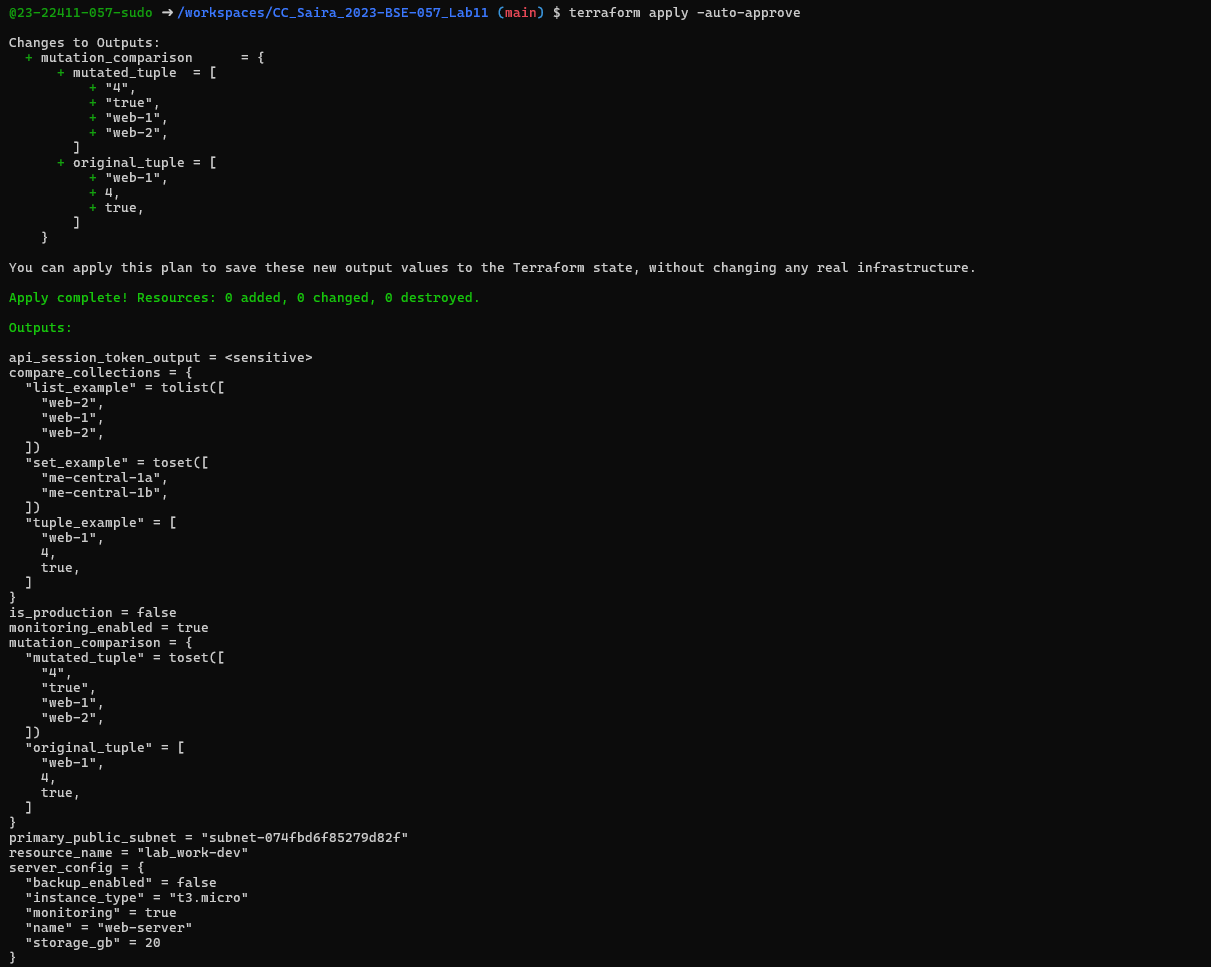 @23-22411-057-sudo ➜ /workspaces/CC_Saira_2023-BSE-057_Lab11 (main) $ terraform apply -auto-approve

Changes to Outputs:
  + mutation_comparison      = {
      + mutated_tuple  = [
          + "4",
          + "true",
          + "web-1",
          + "web-2",
        ]
      + original_tuple = [
          + "web-1",
          + 4,
          + true,
        ]
    }

You can apply this plan to save these new output values to the Terraform state, without changing any real infrastructure.

Apply complete! Resources: 0 added, 0 changed, 0 destroyed.

Outputs:

api_session_token_output = <sensitive>
compare_collections = {
  "list_example" = tolist([
    "web-2",
    "web-1",
    "web-2",
  ])
  "set_example" = toset([
    "me-central-1a",
    "me-central-1b",
  ])
  "tuple_example" = [
    "web-1",
    4,
    true,
  ]
}
is_production = false
monitoring_enabled = true
mutation_comparison = {
  "mutated_tuple" = toset([
    "4",
    "true",
    "web-1",
    "web-2",
  ])
  "original_tuple" = [
    "web-1",
    4,
    true,
  ]
}
primary_public_subnet = "subnet-074fbd6f85279d82f"
resource_name = "lab_work-dev"
server_config = {
  "backup_enabled" = false
  "instance_type" = "t3.micro"
  "monitoring" = true
  "name" = "web-server"
  "storage_gb" = 20
}